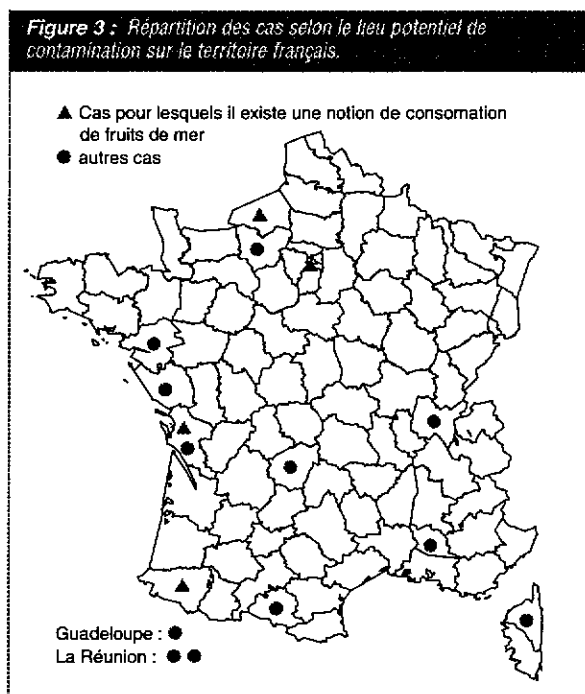 Figure 3 : Répartition des cas selon le lieu potentiel de
contamination sur le territoire français.
▲ Cas pour lesquels il existe une notion de consomation
de fruits de mer
● autres cas
Guadeloupe : ●
La Réunion : ● ●